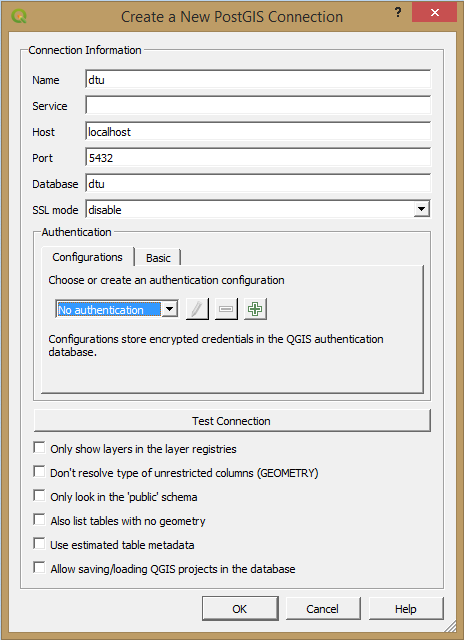 Create a New PostGIS Connection
?
Connection Information
Name dtu
Service
Host localhost
Port 5432
Database dtu
SSL mode disable
Authentication
Configurations Basic
Choose or create an authentication configuration
No authentication
Configurations store encrypted credentials in the QGIS authentication
database.
Test Connection
Only show layers in the layer registries
Don't resolve type of unrestricted columns (GEOMETRY)
Only look in the 'public' schema
Also list tables with no geometry
Use estimated table metadata
Allow saving/loading QGIS projects in the database
OK Cancel Help